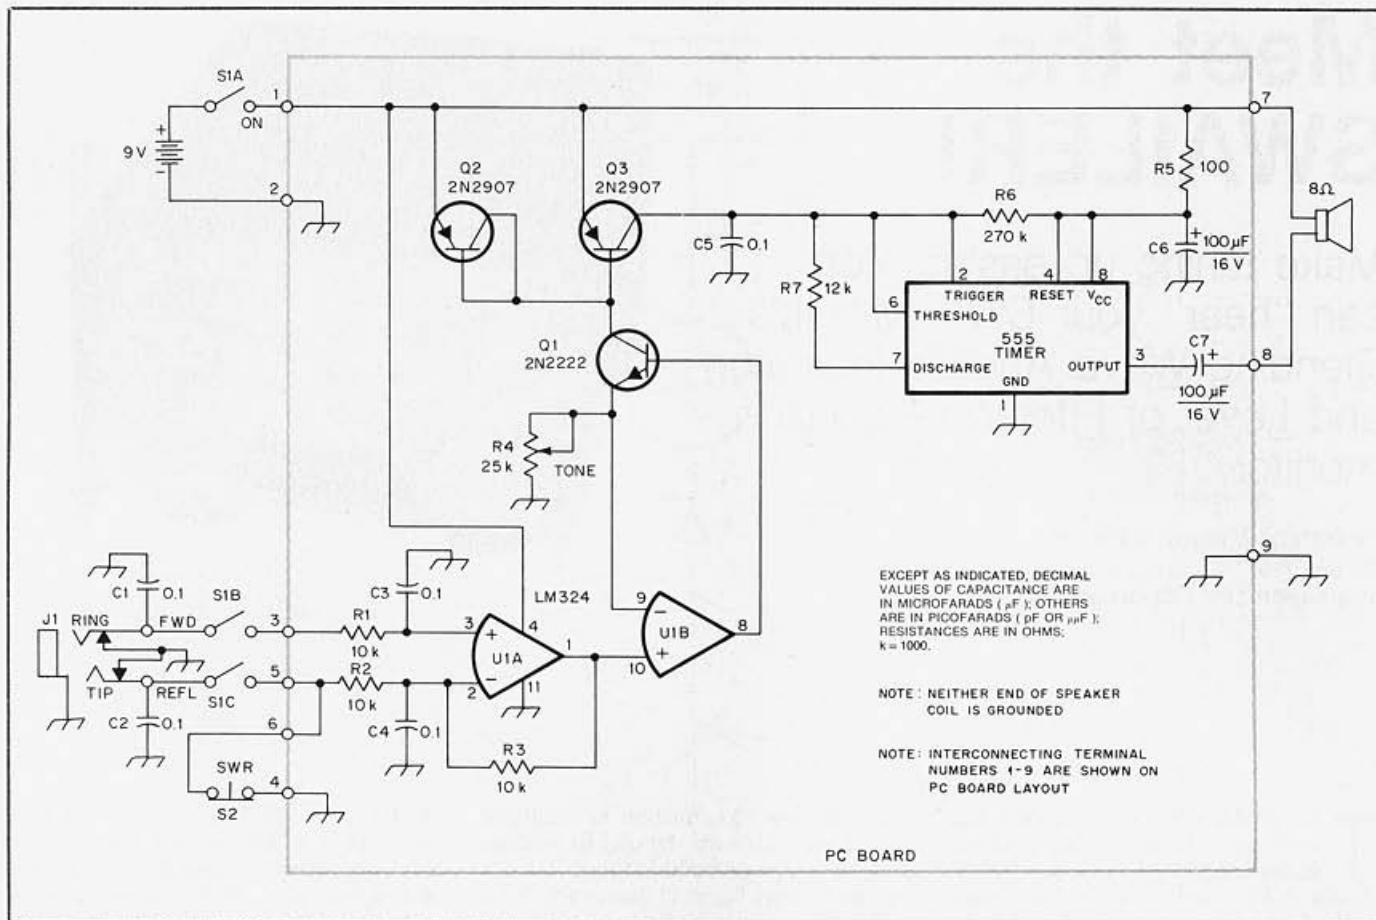 S1A
ON
1
7
+
9V
-
2
Q2
2N2907
Q3
2N2907
R5
100
8Ω
R6
270 k
C5
0.1
C6
+
100 µF
16 V
R7
12 k
2
4
8
TRIGGER
RESET
VCC
6
THRESHOLD
555
TIMER
7
DISCHARGE
OUTPUT
3
GND
1
C7
+
8
100 µF
16 V
Q1
2N2222
R4
25 k
TONE
9
C1
0.1
C3
0.1
LM324
J1
RING
FWD
S1B
3
R1
10 k
3
+
4
U1A
1
-
2
11
9
-
U1B
8
+
10
TIP
REFL
S1C
5
R2
10 k
C2
0.1
6
C4
0.1
R3
10 k
SWR
4
S2
EXCEPT AS INDICATED, DECIMAL
VALUES OF CAPACITANCE ARE
IN MICROFARADS ( µF ); OTHERS
ARE IN PICOFARADS ( pF OR µµF );
RESISTANCES ARE IN OHMS;
k = 1000.
NOTE: NEITHER END OF SPEAKER
COIL IS GROUNDED
NOTE: INTERCONNECTING TERMINAL
NUMBERS 1-9 ARE SHOWN ON
PC BOARD LAYOUT
PC BOARD